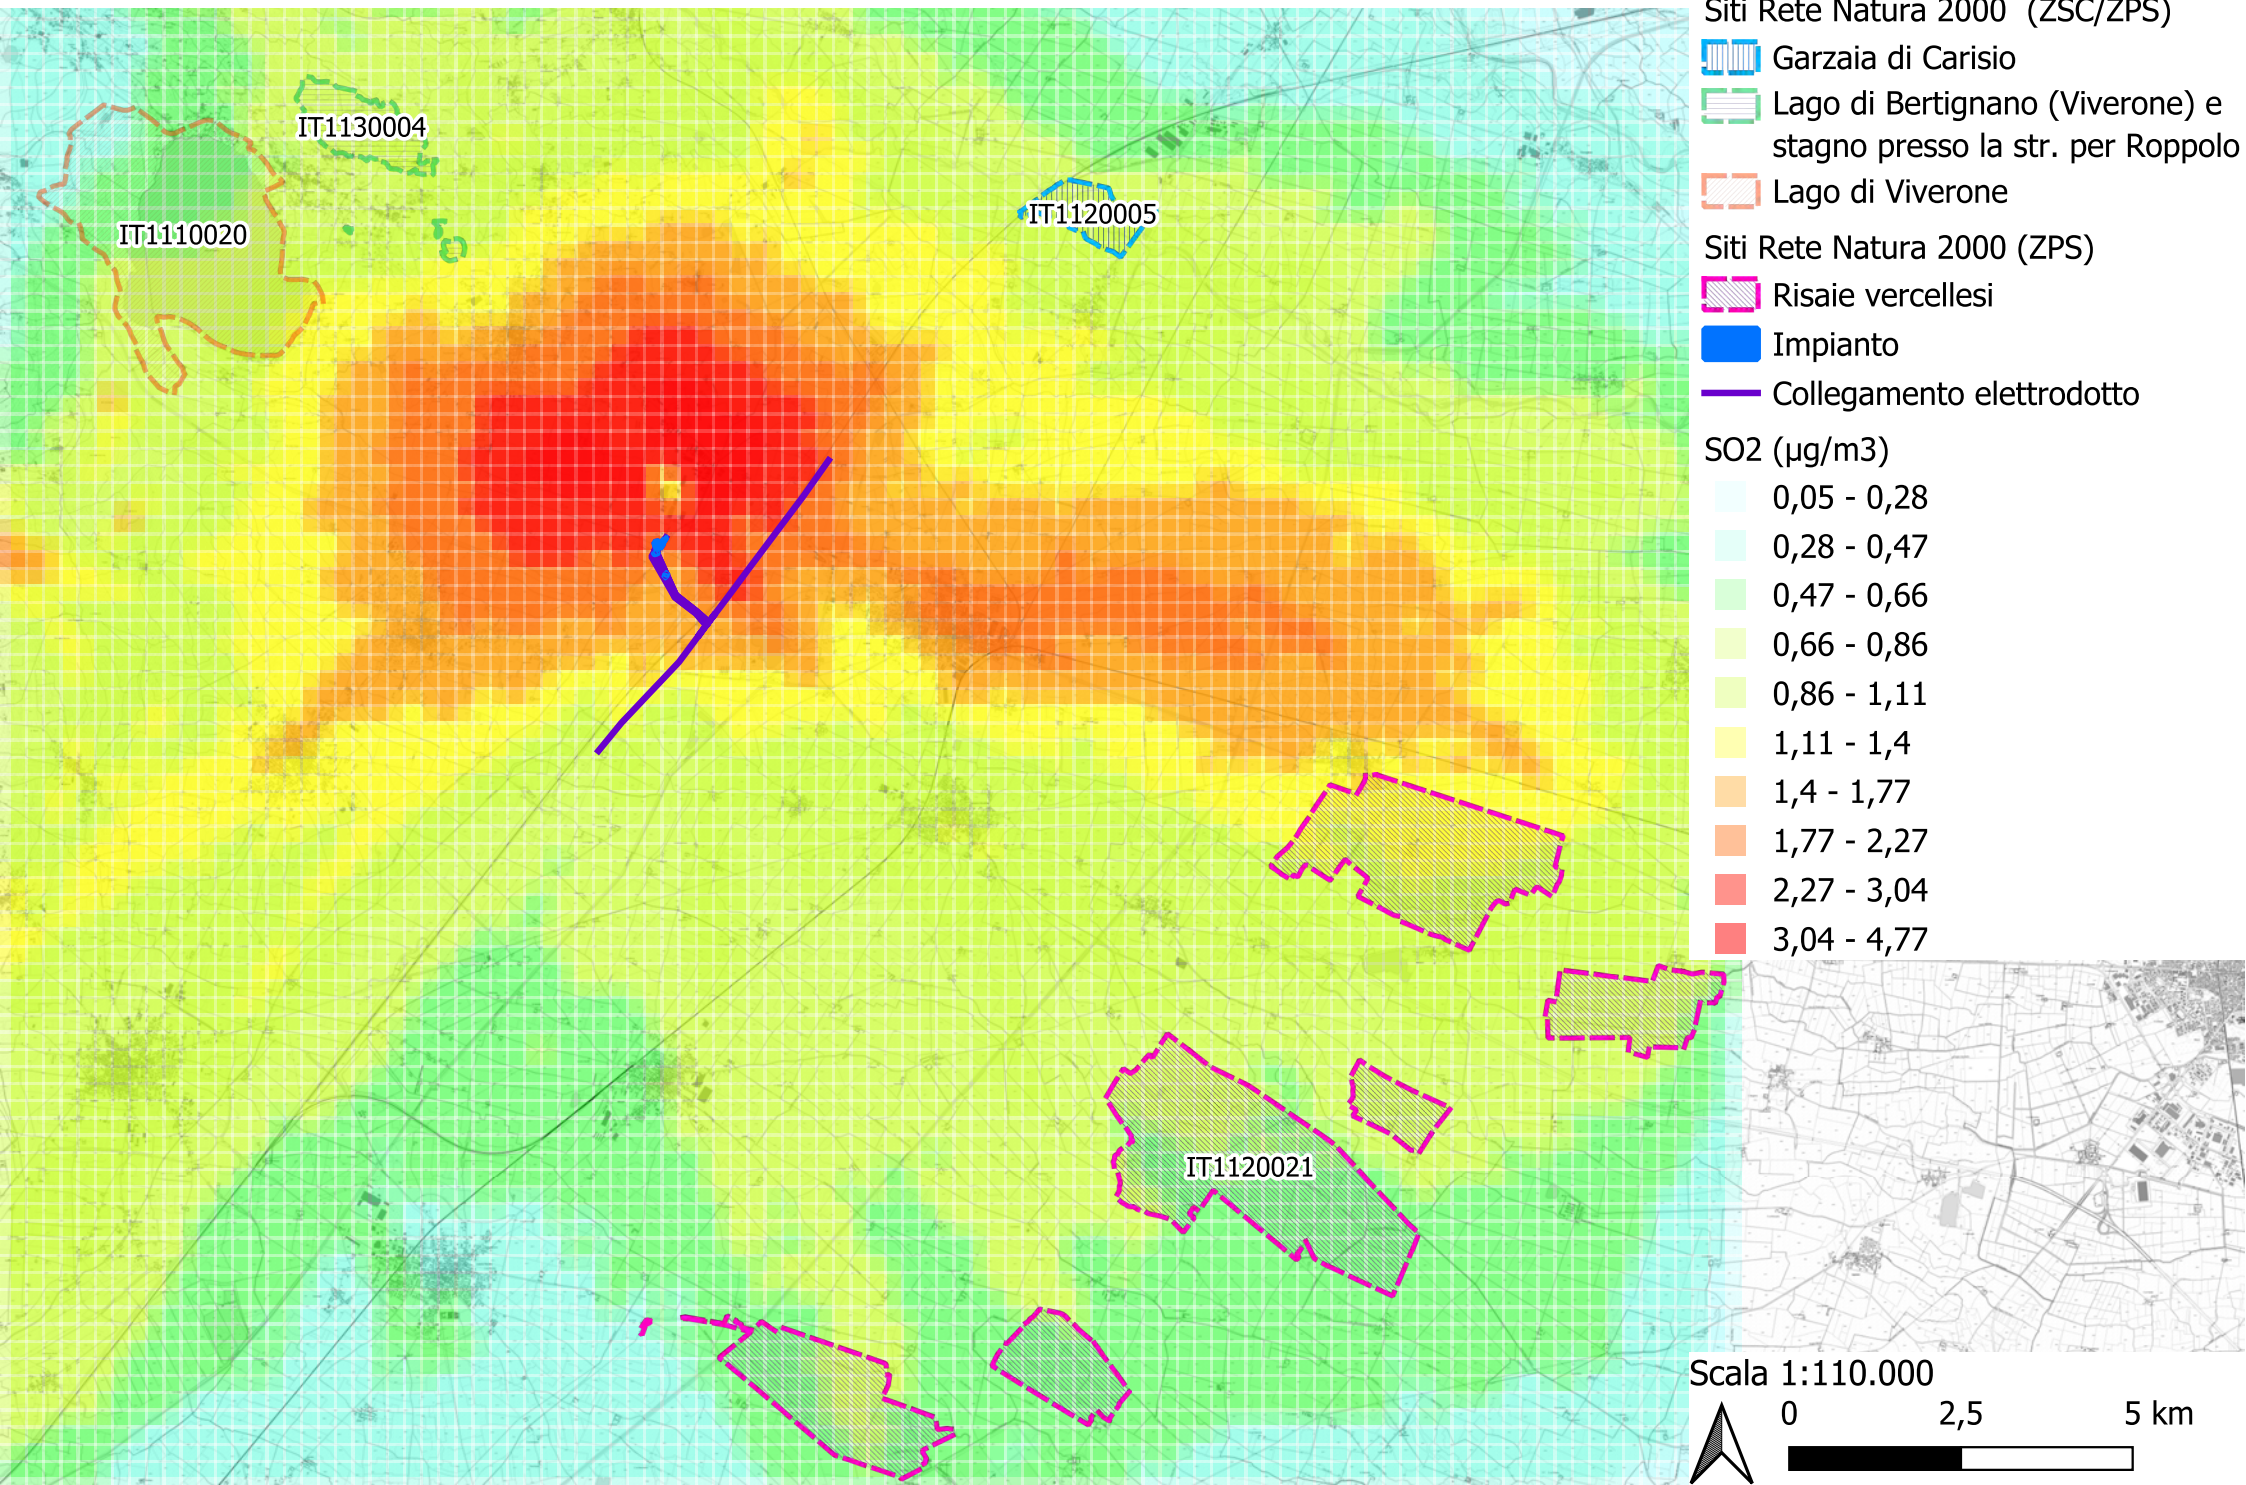 Siti Rete Natura 2000 (ZSC/ZPS)
Garzaia di Carisio
Lago di Bertignano (Viverone) e
stagno presso la str. per Roppolo
Lago di Viverone
Siti Rete Natura 2000 (ZPS)
Risaie vercellesi
Impianto
Collegamento elettrodotto
SO2 (µg/m3)
0,05 - 0,28
0,28 - 0,47
0,47 - 0,66
0,66 - 0,86
0,86 - 1,11
1,11 - 1,4
1,4 - 1,77
1,77 - 2,27
2,27 - 3,04
3,04 - 4,77
IT1130004
IT1120005
IT1110020
IT1120021
Scala 1:110.000
0 2,5 5 km